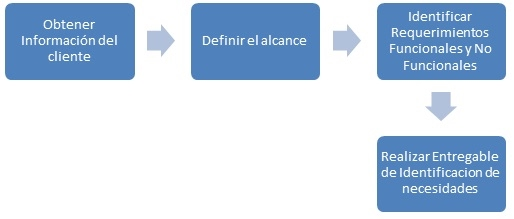 Obtener
Información del
cliente
Definir el alcance
Identificar
Requerimientos
Funcionales y No
Funcionales
Realizar Entregable
de Identificacion de
necesidades